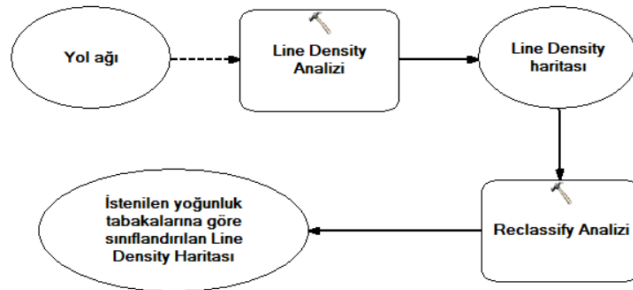 Yol ağı
Line Density
Analizi
Line Density
haritası
Reclassify Analizi
İstenilen yoğunluk
tabakalarına göre
sınıflandırılan Line
Density Haritası